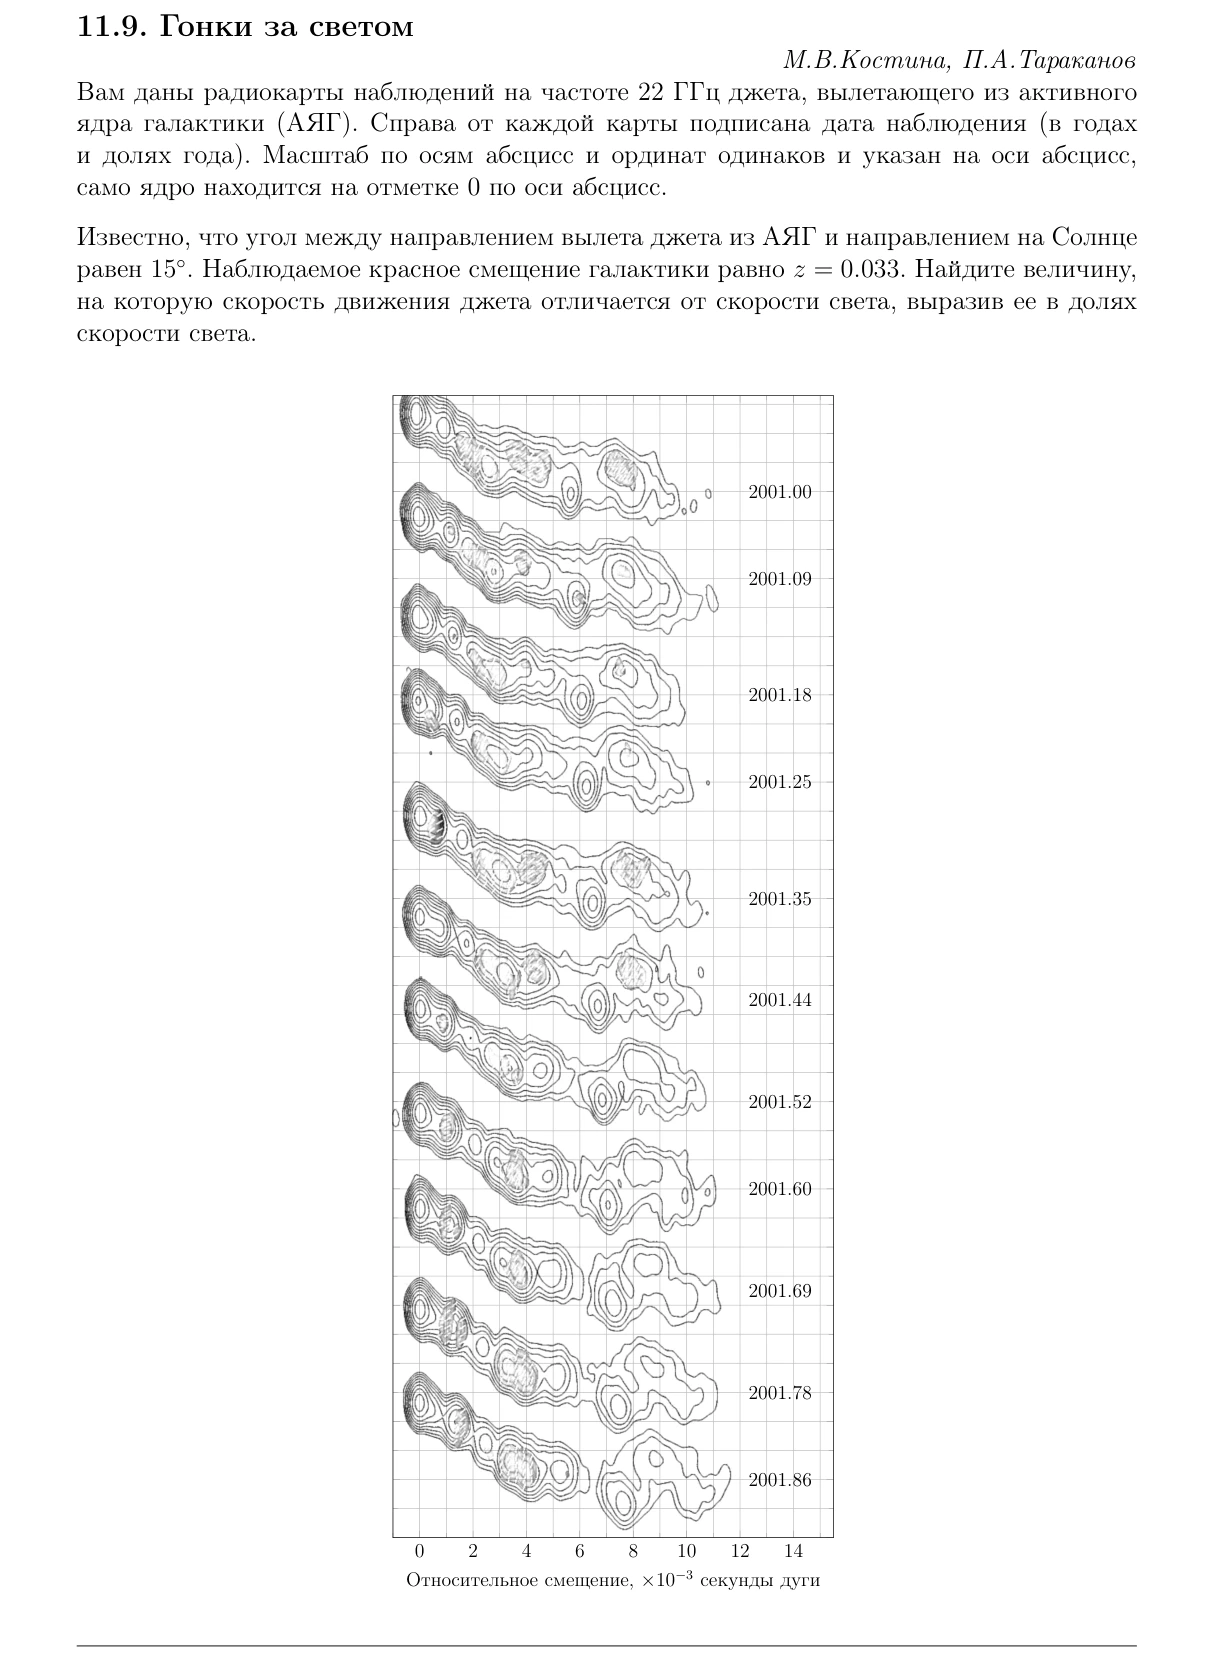 11.9. Гонки за светом
М.В.Костина, П.А.Тараканов
Вам даны радиокарты наблюдений на частоте 22 ГГц джета, вылетающего из активного
ядра галактики (АЯГ). Справа от каждой карты подписана дата наблюдения (в годах
и долях года). Масштаб по осям абсцисс и ординат одинаков и указан на оси абсцисс,
само ядро находится на отметке 0 по оси абсцисс.
Известно, что угол между направлением вылета джета из АЯГ и направлением на Солнце
равен 15°. Наблюдаемое красное смещение галактики равно z = 0.033. Найдите величину,
на которую скорость движения джета отличается от скорости света, выразив ее в долях
скорости света.
2001.00
2001.09
2001.18
2001.25
2001.35
2001.44
2001.52
2001.60
2001.69
2001.78
2001.86
0 2 4 6 8 10 12 14
Относительное смещение, ×10⁻³ секунды дуги